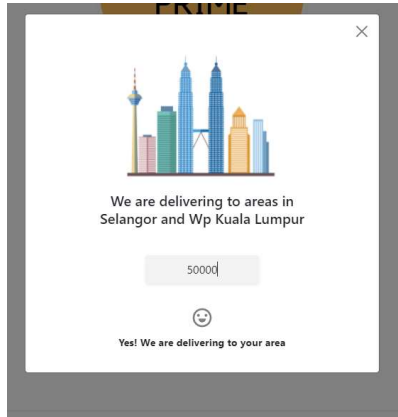 PRIME
We are delivering to areas in
Selangor and Wp Kuala Lumpur
50000
Yes! We are delivering to your area